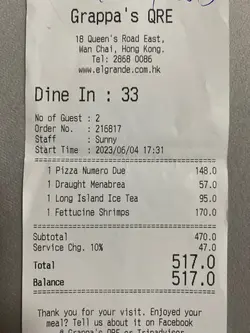 Grappa's QRE
18 Queen's Road East,
Wan Chai, Hong Kong.
Tel: 2868 0086
www.elgrande.com.hk
Dine In : 33
No of Guest : 2
Order No. : 216817
Staff : Sunny
Start Time : 2023/06/04 17:31
1 Pizza Numero Due 148.0
1 Draught Menabrea 57.0
1 Long Island Ice Tea 95.0
1 Fettucine Shrimps 170.0
Subtotal 470.0
Service Chg. 10% 47.0
Total 517.0
Balance 517.0
Thank you for your visit. Enjoyed your
meal? Tell us about it on Facebook
@ Grappa's QRE or Tripadvisor